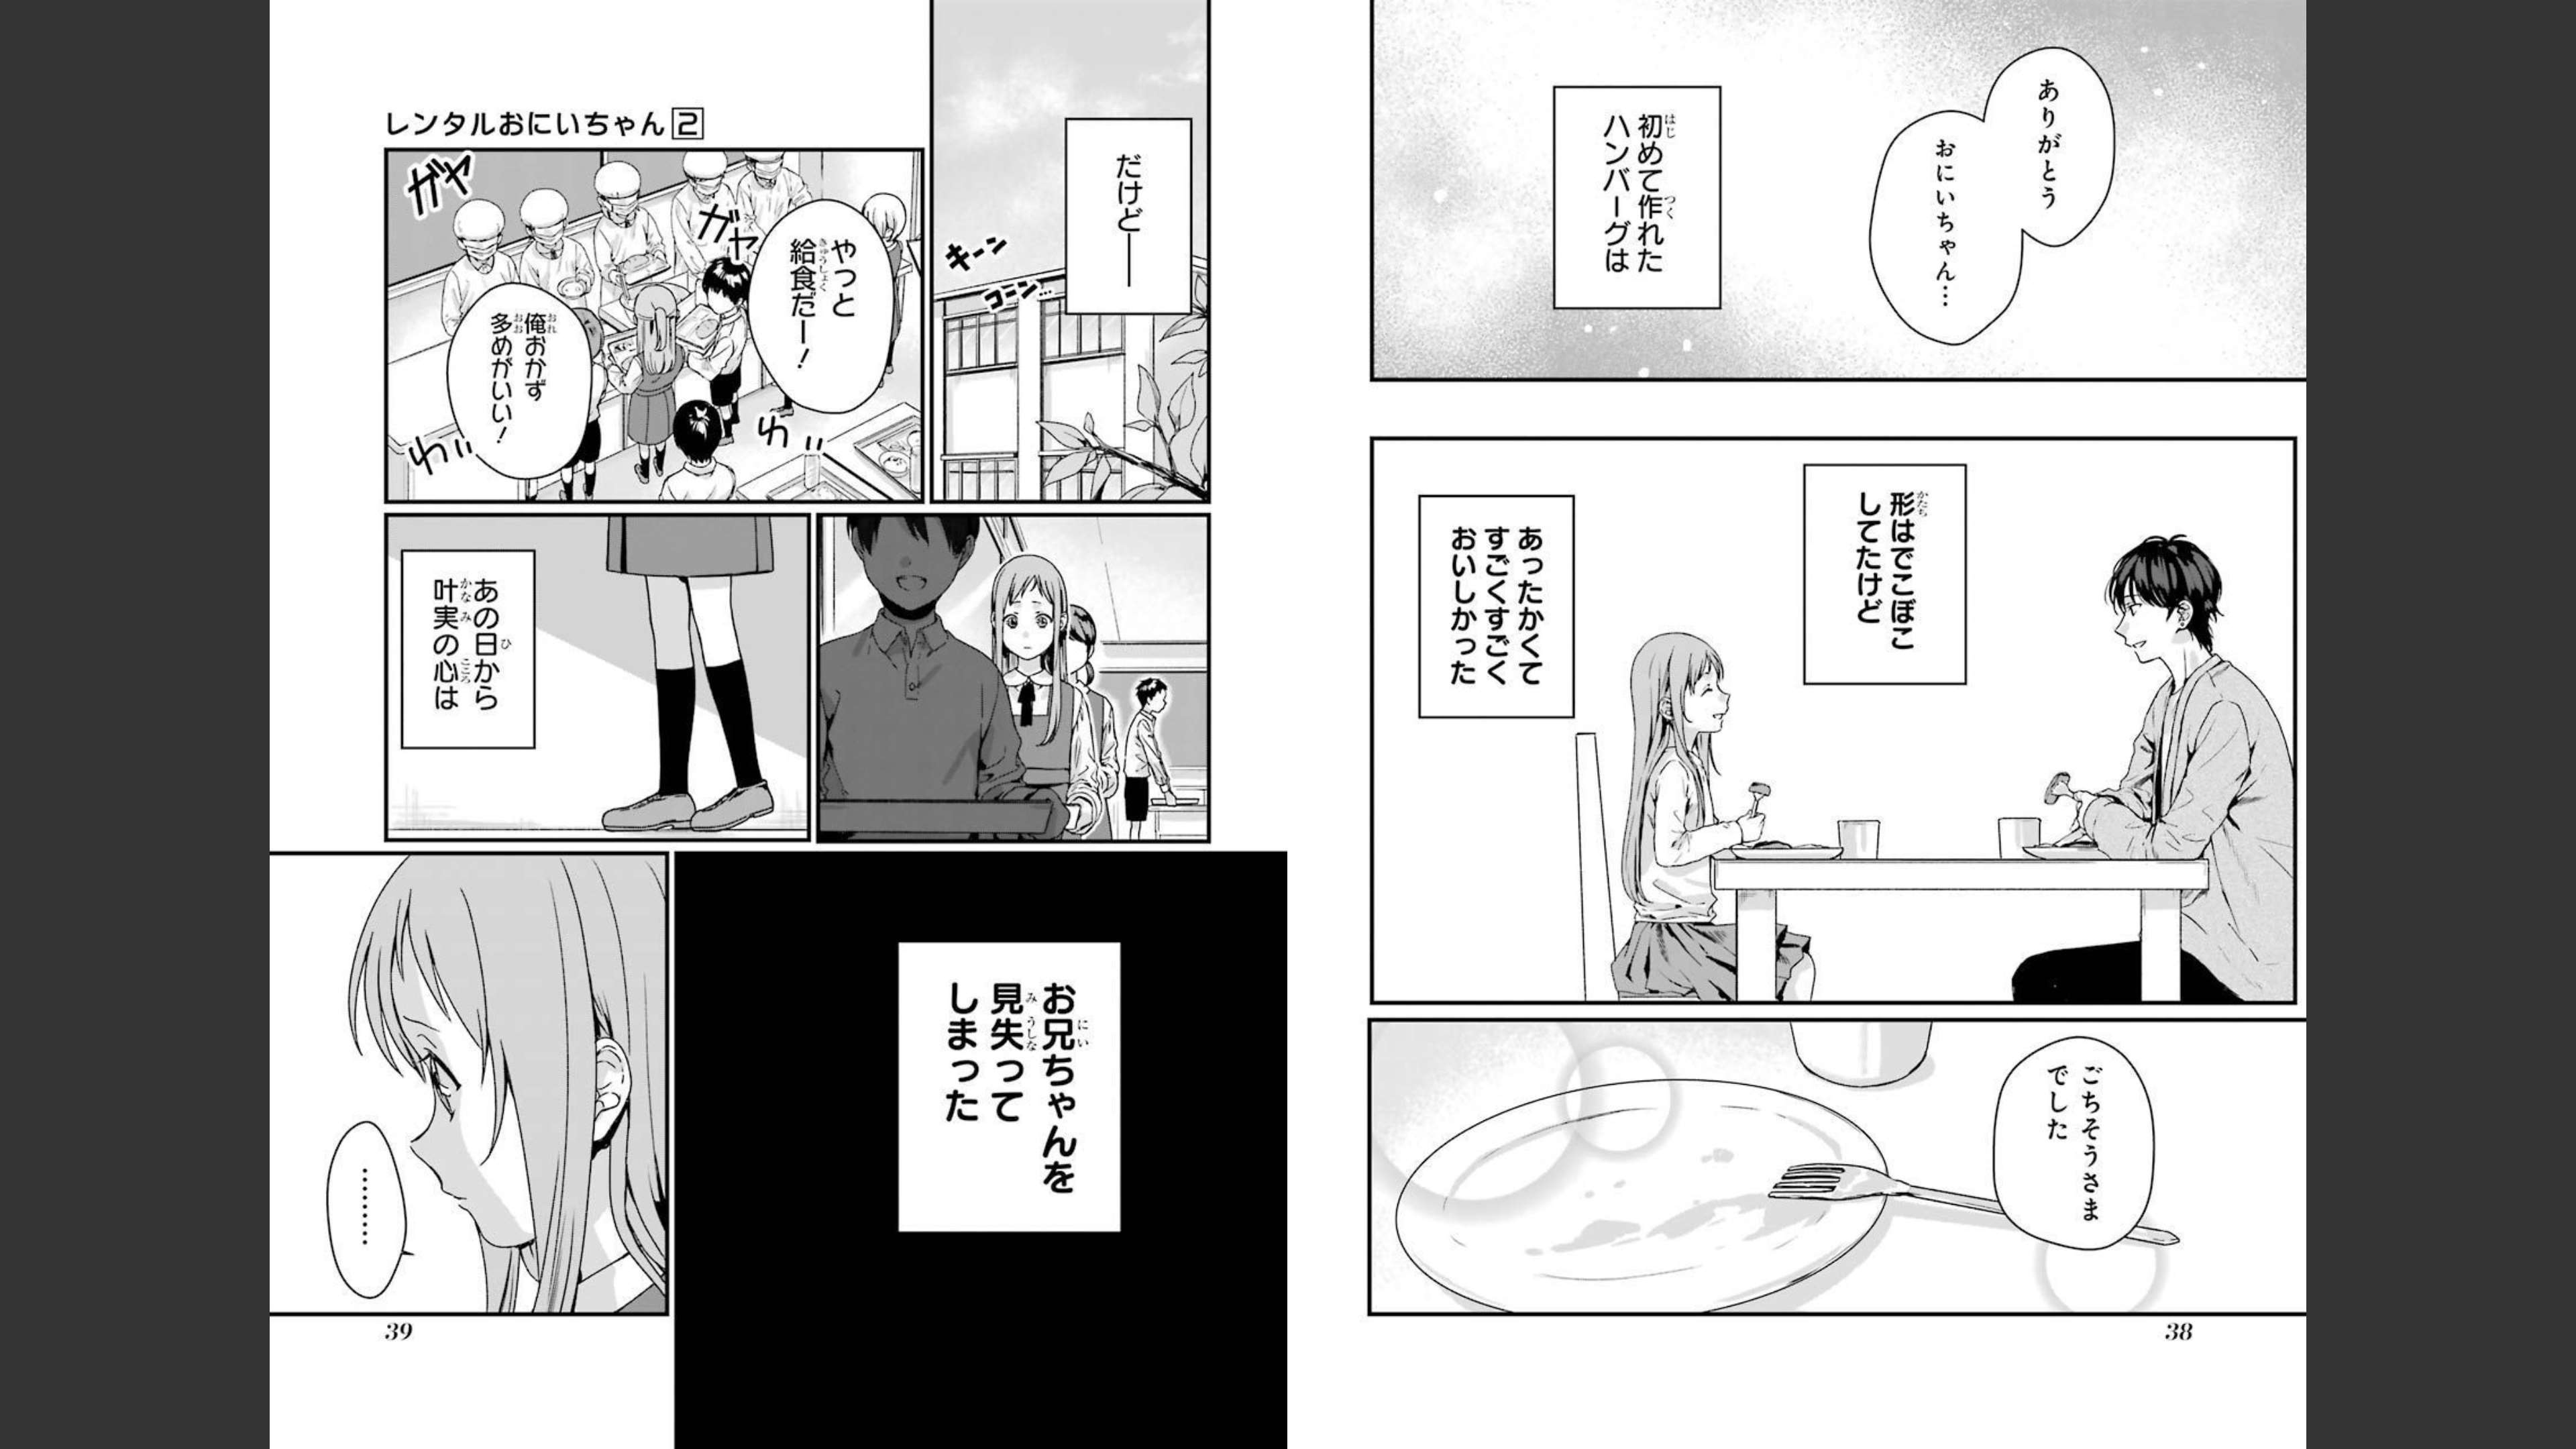 ありがとう
おにいちゃん…
初めて作れた
ハンバーグは
形はでこぼこ
してたけど
あったかくて
すごくすごく
おいしかった
ごちそうさま
でした
38
だけど――
キーン
コーン…
レンタルおにいちゃん2
ガヤ
ガヤ
やっと
給食だー！
俺おかず
多めがいい！
わい
わい
あの日から
叶実の心は
お兄ちゃんを
見失って
しまった
………
39